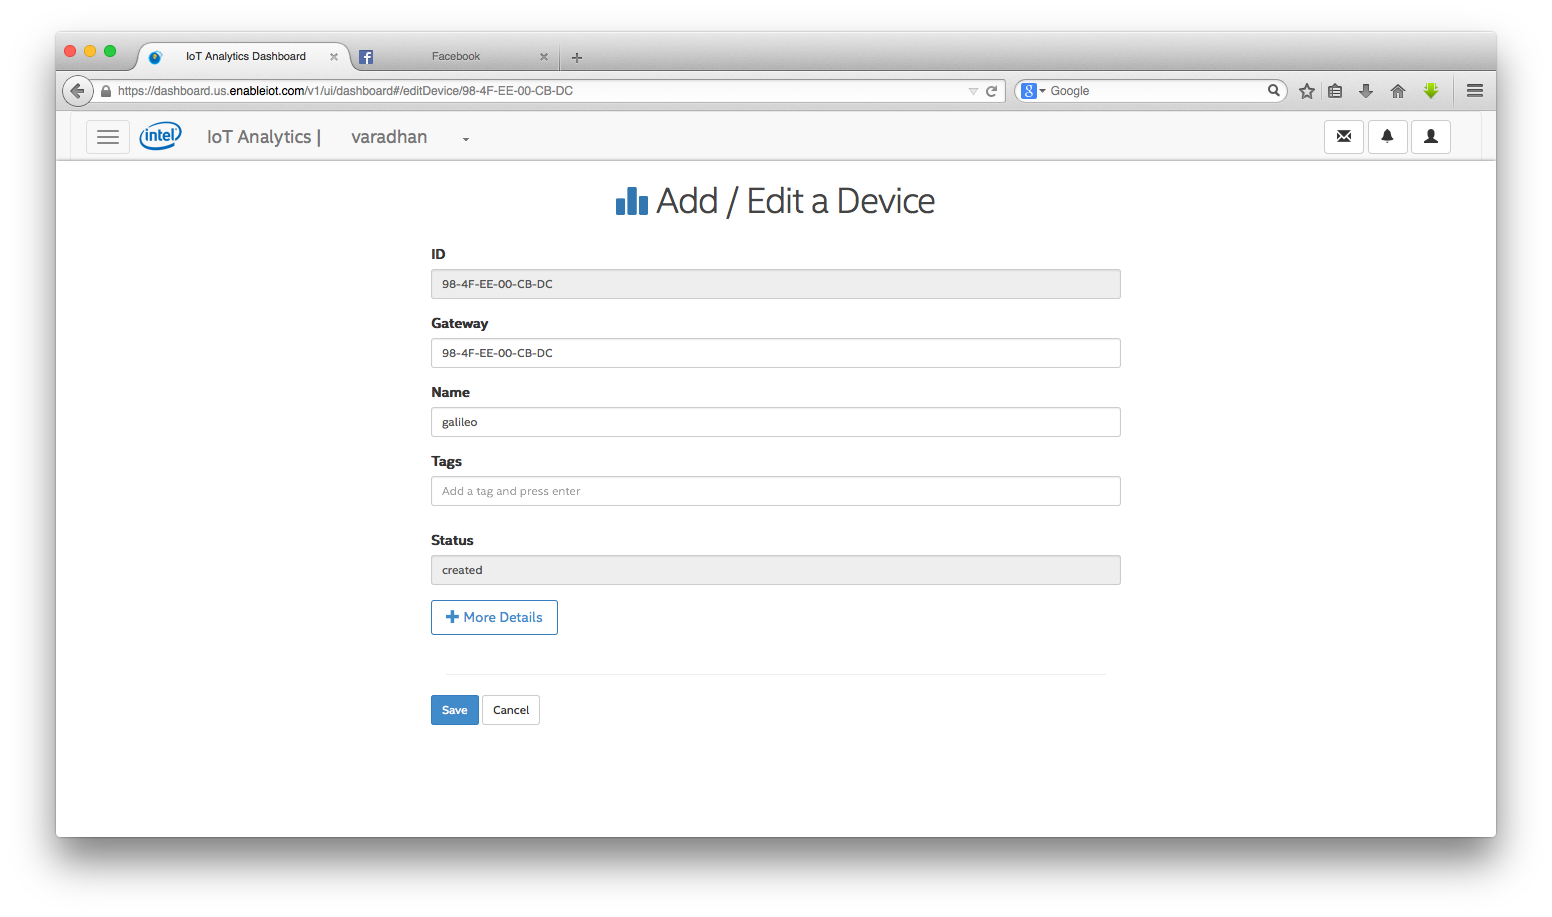 IoT Analytics Dashboard
Facebook
https://dashboard.us.enableiot.com/v1/ui/dashboard#/editDevice/98-4F-EE-00-CB-DC
Google
intel IoT Analytics | varadhan
Add / Edit a Device
ID
98-4F-EE-00-CB-DC
Gateway
98-4F-EE-00-CB-DC
Name
galileo
Tags
Add a tag and press enter
Status
created
More Details
Save Cancel